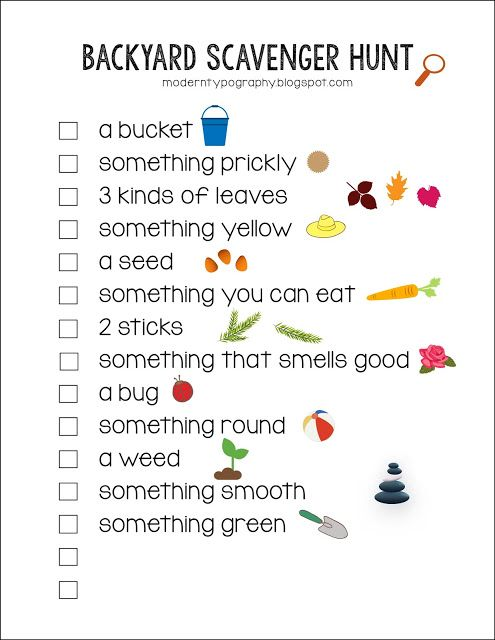 BACKYARD SCAVENGER HUNT
moderntypography.blogspot.com
a bucket
something prickly
3 kinds of leaves
something yellow
a seed
something you can eat
2 sticks
something that smells good
a bug
something round
a weed
something smooth
something green